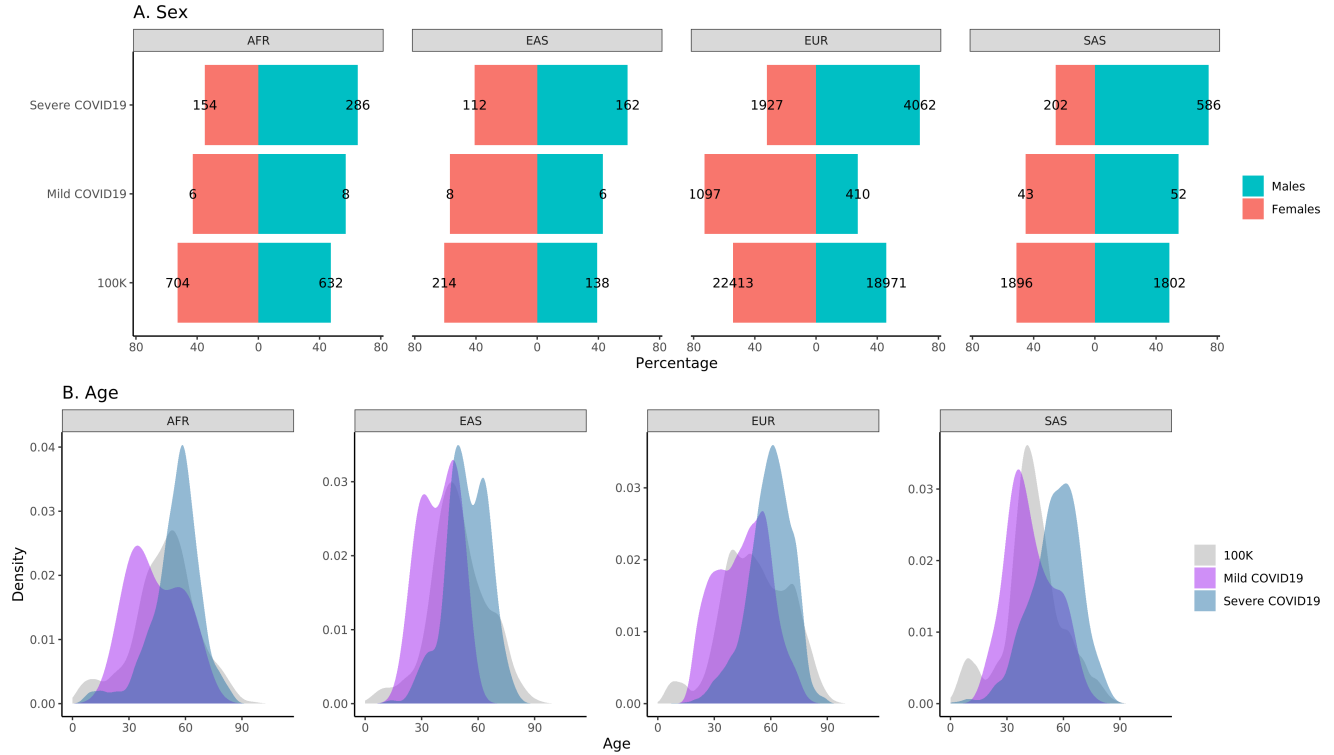 A. Sex
AFR EAS EUR SAS
Severe COVID19 154 286 112 162 1927 4062 202 586
Mild COVID19 6 8 8 6 1097 410 43 52
100K 704 632 214 138 22413 18971 1896 1802
Males
Females
80 40 0 40 80 80 40 0 40 80 80 40 0 40 80 80 40 0 40 80
Percentage
B. Age
AFR EAS EUR SAS
Density
0.04
0.03
0.02
0.01
0.00
0.03
0.02
0.01
0.00
0.03
0.02
0.01
0.00
0.03
0.02
0.01
0.00
100K
Mild COVID19
Severe COVID19
0 30 60 90 0 30 60 90 0 30 60 90 0 30 60 90
Age